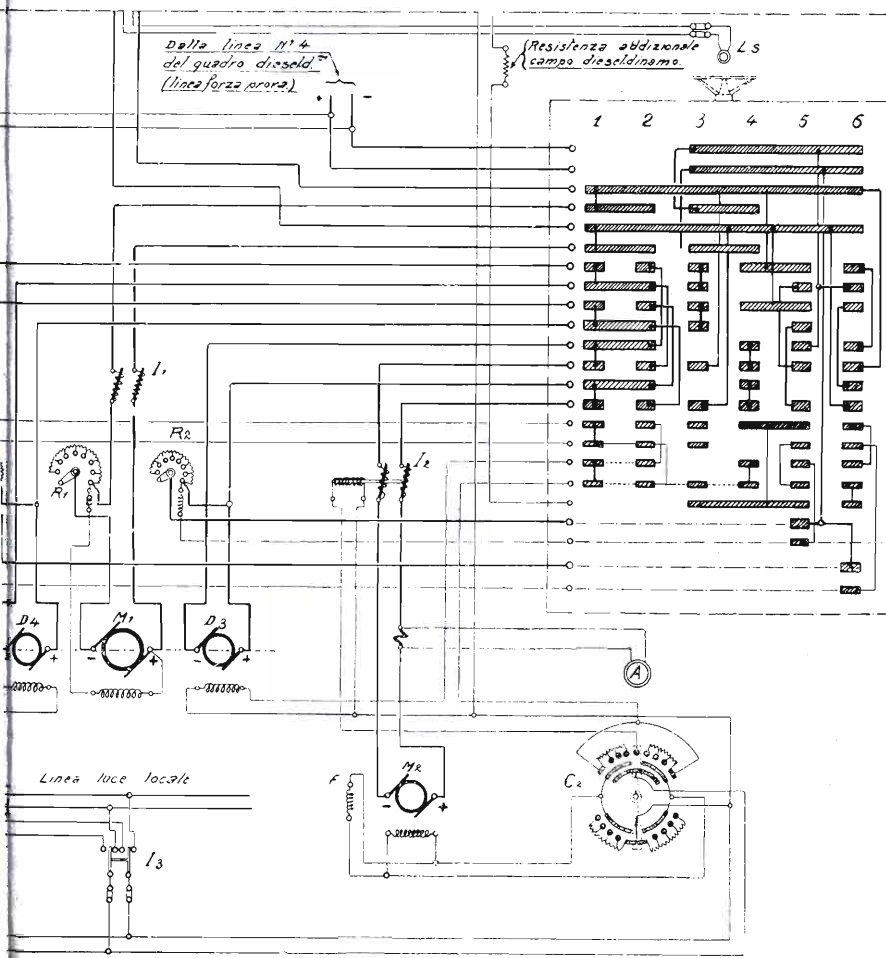 Dalla linea N° 4
del quadro dieseld.
(linea forza prora)
+ -
Resistenza addizionale
campo dieseldinamo.
LS
1 2 3 4 5 6
I1
R1
R2
I2
D4
M1
D3
+
- +
- +
A
Linea luce locale
F
M2
- +
C2
I3